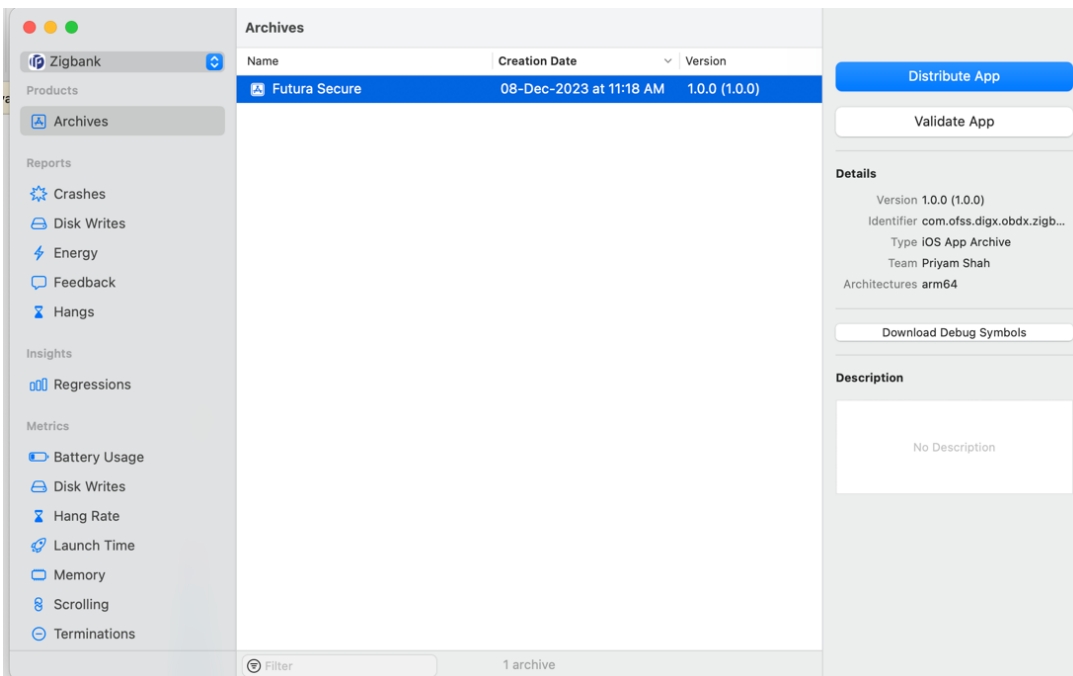 Archives
Zigbank
Name
Creation Date
Version
Products
Futura Secure
08-Dec-2023 at 11:18 AM
1.0.0 (1.0.0)
Archives
Reports
Crashes
Disk Writes
Energy
Feedback
Hangs
Insights
Regressions
Metrics
Battery Usage
Disk Writes
Hang Rate
Launch Time
Memory
Scrolling
Terminations
Filter
1 archive
Distribute App
Validate App
Details
Version 1.0.0 (1.0.0)
Identifier com.ofss.digx.obdx.zigb...
Type iOS App Archive
Team Priyam Shah
Architectures arm64
Download Debug Symbols
Description
No Description